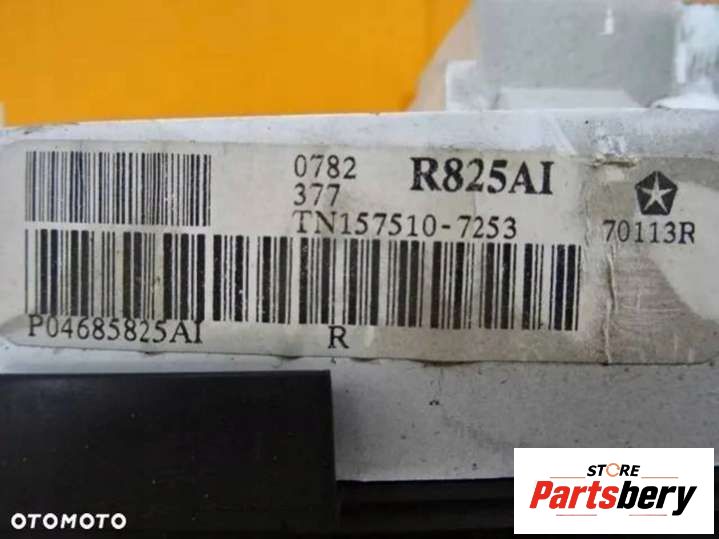 0782 R825AI
377
TN157510-7253
70113R
P04685825AI R
STORE
Partsbery
OTOMOTO